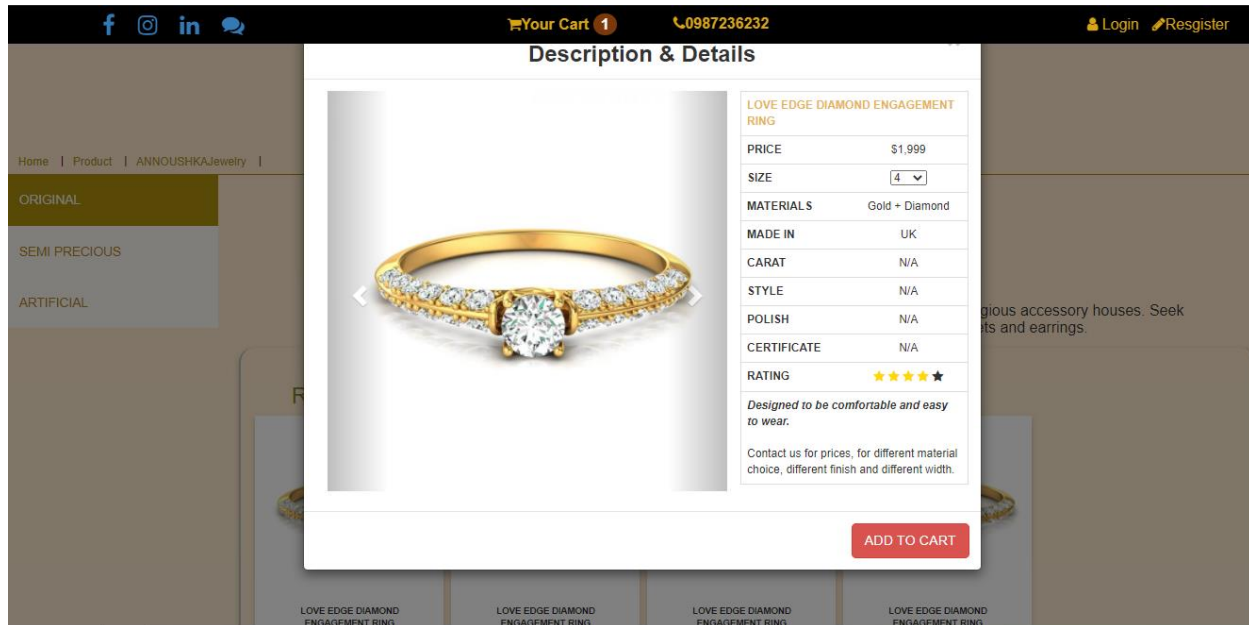 Your Cart 1
0987236232
Login Resgister
Description & Details
Home | Product | ANNOUSHKAJewelry |
ORIGINAL
SEMI PRECIOUS
ARTIFICIAL
LOVE EDGE DIAMOND ENGAGEMENT
RING
PRICE $1,999
SIZE 4
MATERIALS Gold + Diamond
MADE IN UK
CARAT N/A
STYLE N/A
POLISH N/A
CERTIFICATE N/A
RATING
Designed to be comfortable and easy
to wear.
Contact us for prices, for different material
choice, different finish and different width.
ADD TO CART
gious accessory houses. Seek
ets and earrings.
R
LOVE EDGE DIAMOND
ENGAGEMENT RING
LOVE EDGE DIAMOND
ENGAGEMENT RING
LOVE EDGE DIAMOND
ENGAGEMENT RING
LOVE EDGE DIAMOND
ENGAGEMENT RING